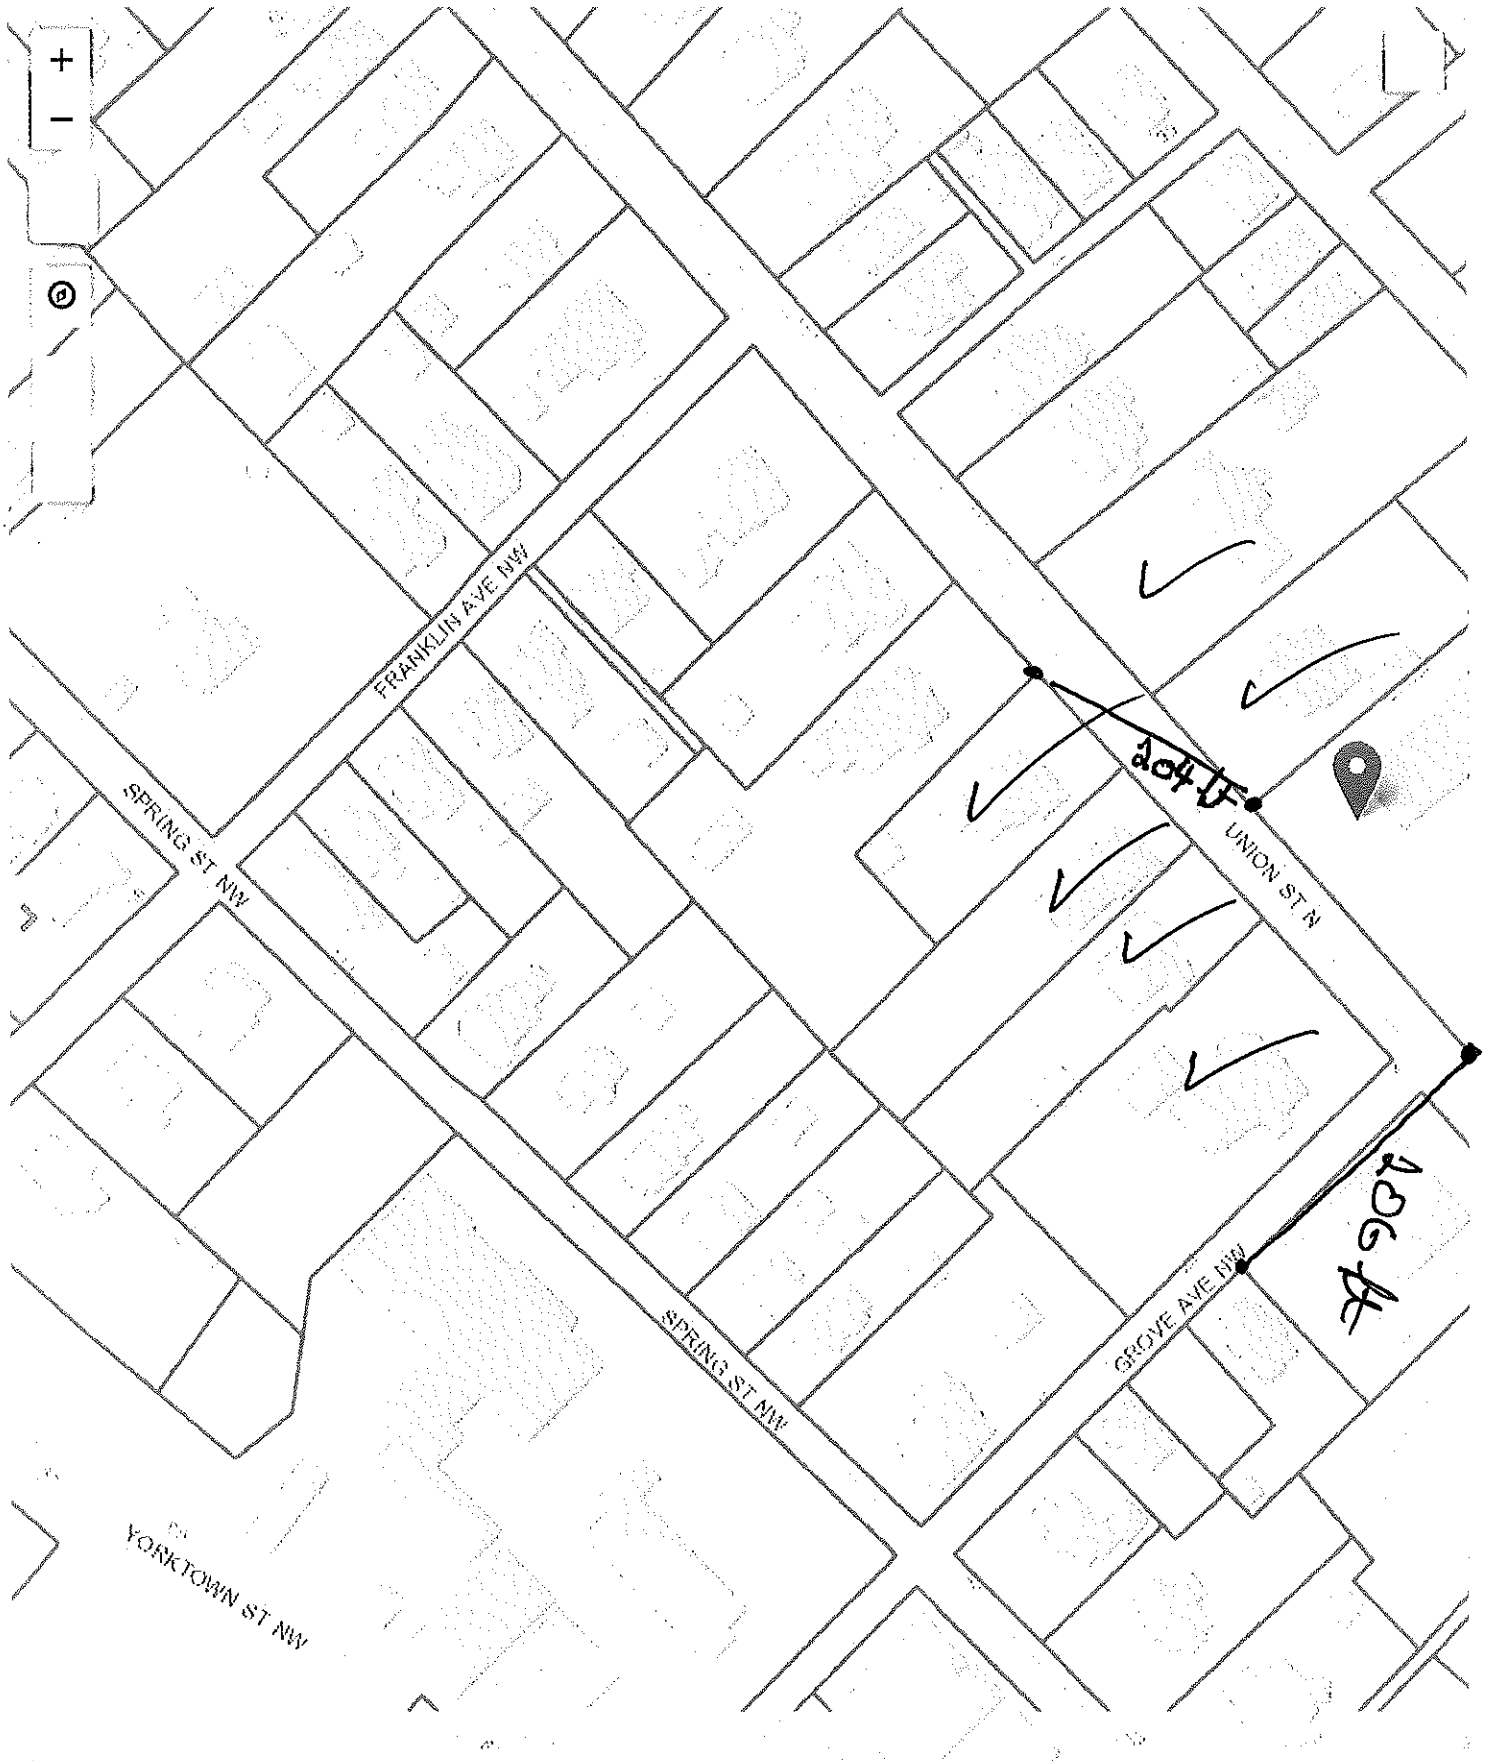 +
−
FRANKLIN AVE NW
204 ft
SPRING ST NW
UNION ST N
206 ft
GROVE AVE NW
SPRING ST NW
YORKTOWN ST NW